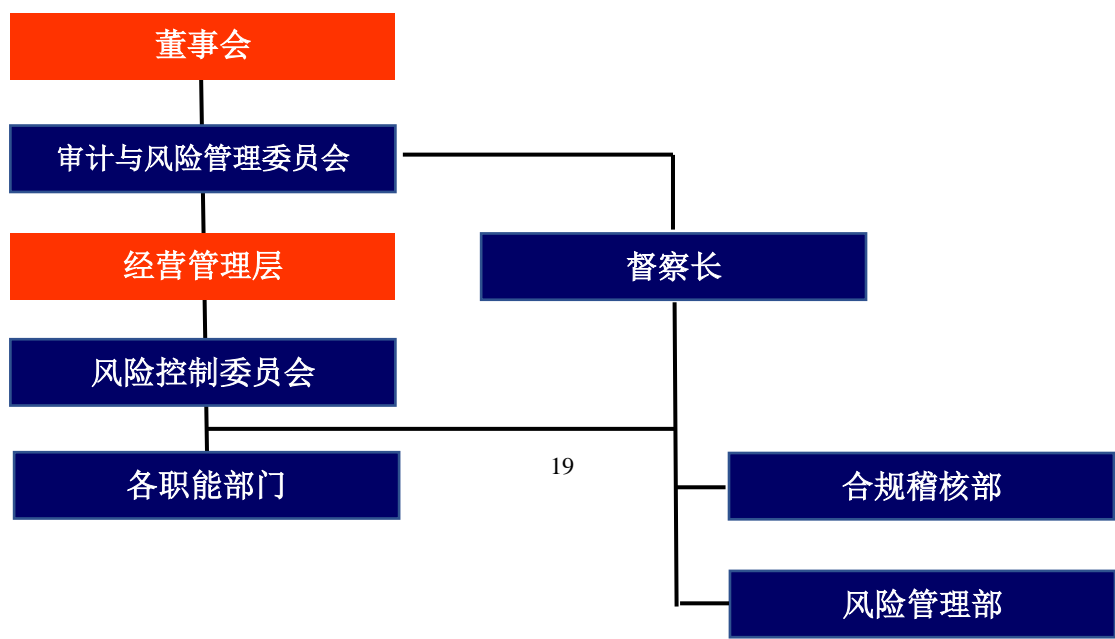 董事会
审计与风险管理委员会
经营管理层
督察长
风险控制委员会
各职能部门
19
合规稽核部
风险管理部